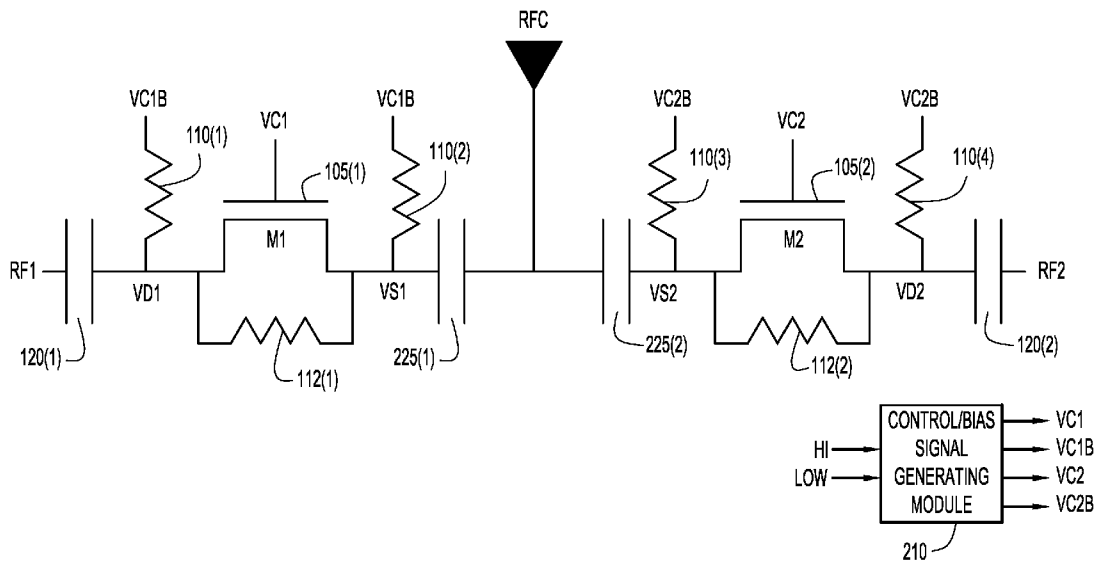 RFC
VC1B
VC1
VC1B
VC2B
VC2
VC2B
110(1)
105(1)
110(2)
110(3)
105(2)
110(4)
M1
M2
RF1
VD1
VS1
VS2
VD2
RF2
120(1)
112(1)
225(1)
225(2)
112(2)
120(2)
HI
LOW
CONTROL/BIAS
SIGNAL
GENERATING
MODULE
VC1
VC1B
VC2
VC2B
210